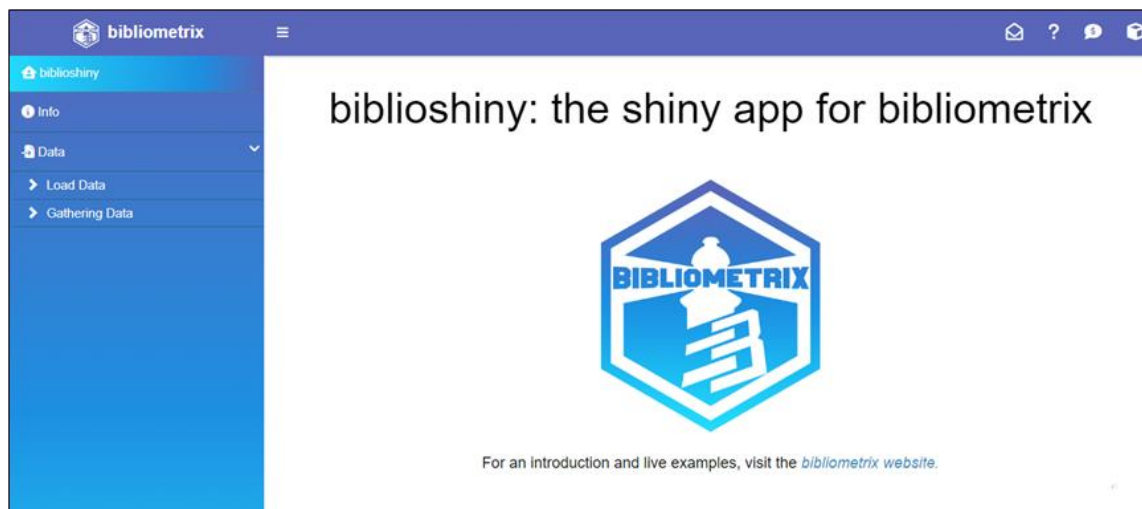 bibliometrix
?
biblioshiny
Info
Data
Load Data
Gathering Data
biblioshiny: the shiny app for bibliometrix
BIBLIOMETRIX
For an introduction and live examples, visit the bibliometrix website.